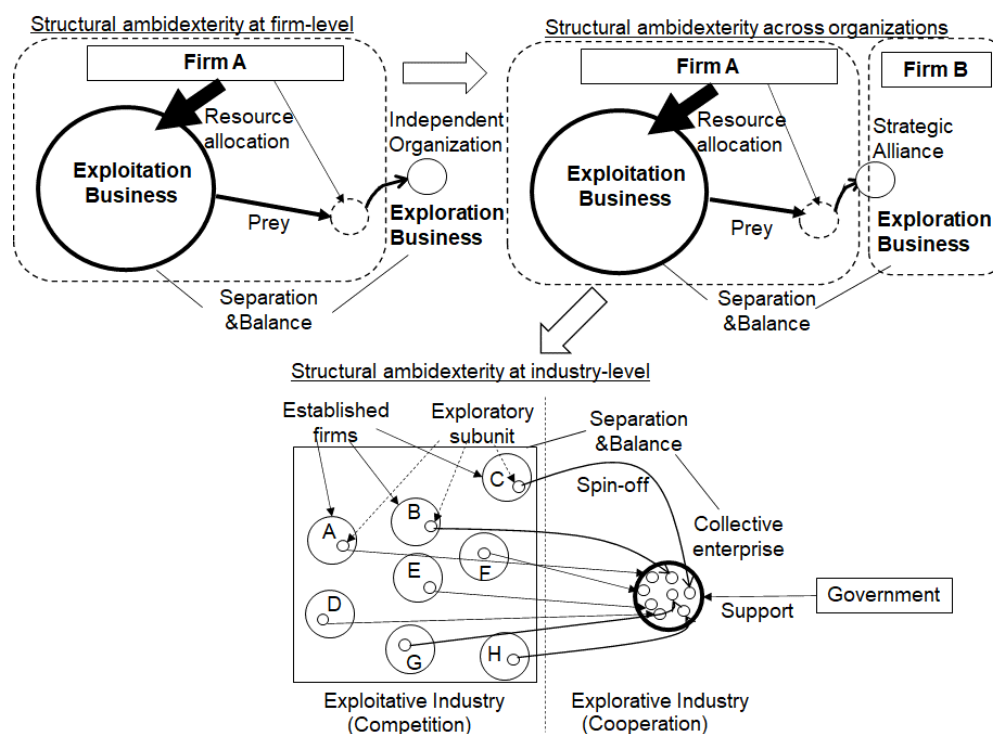 Structural ambidexterity at firm-level
Firm A
Resource
allocation
Independent
Organization
Exploitation
Business
Prey
Exploration
Business
Separation
&Balance
Structural ambidexterity across organizations
Firm A
Firm B
Resource
allocation
Strategic
Alliance
Exploitation
Business
Prey
Exploration
Business
Separation
&Balance
Structural ambidexterity at industry-level
Established
firms
Exploratory
subunit
Separation
&Balance
C
Spin-off
B
A
Collective
enterprise
F
E
D
Government
Support
G
H
Exploitative Industry
(Competition)
Explorative Industry
(Cooperation)